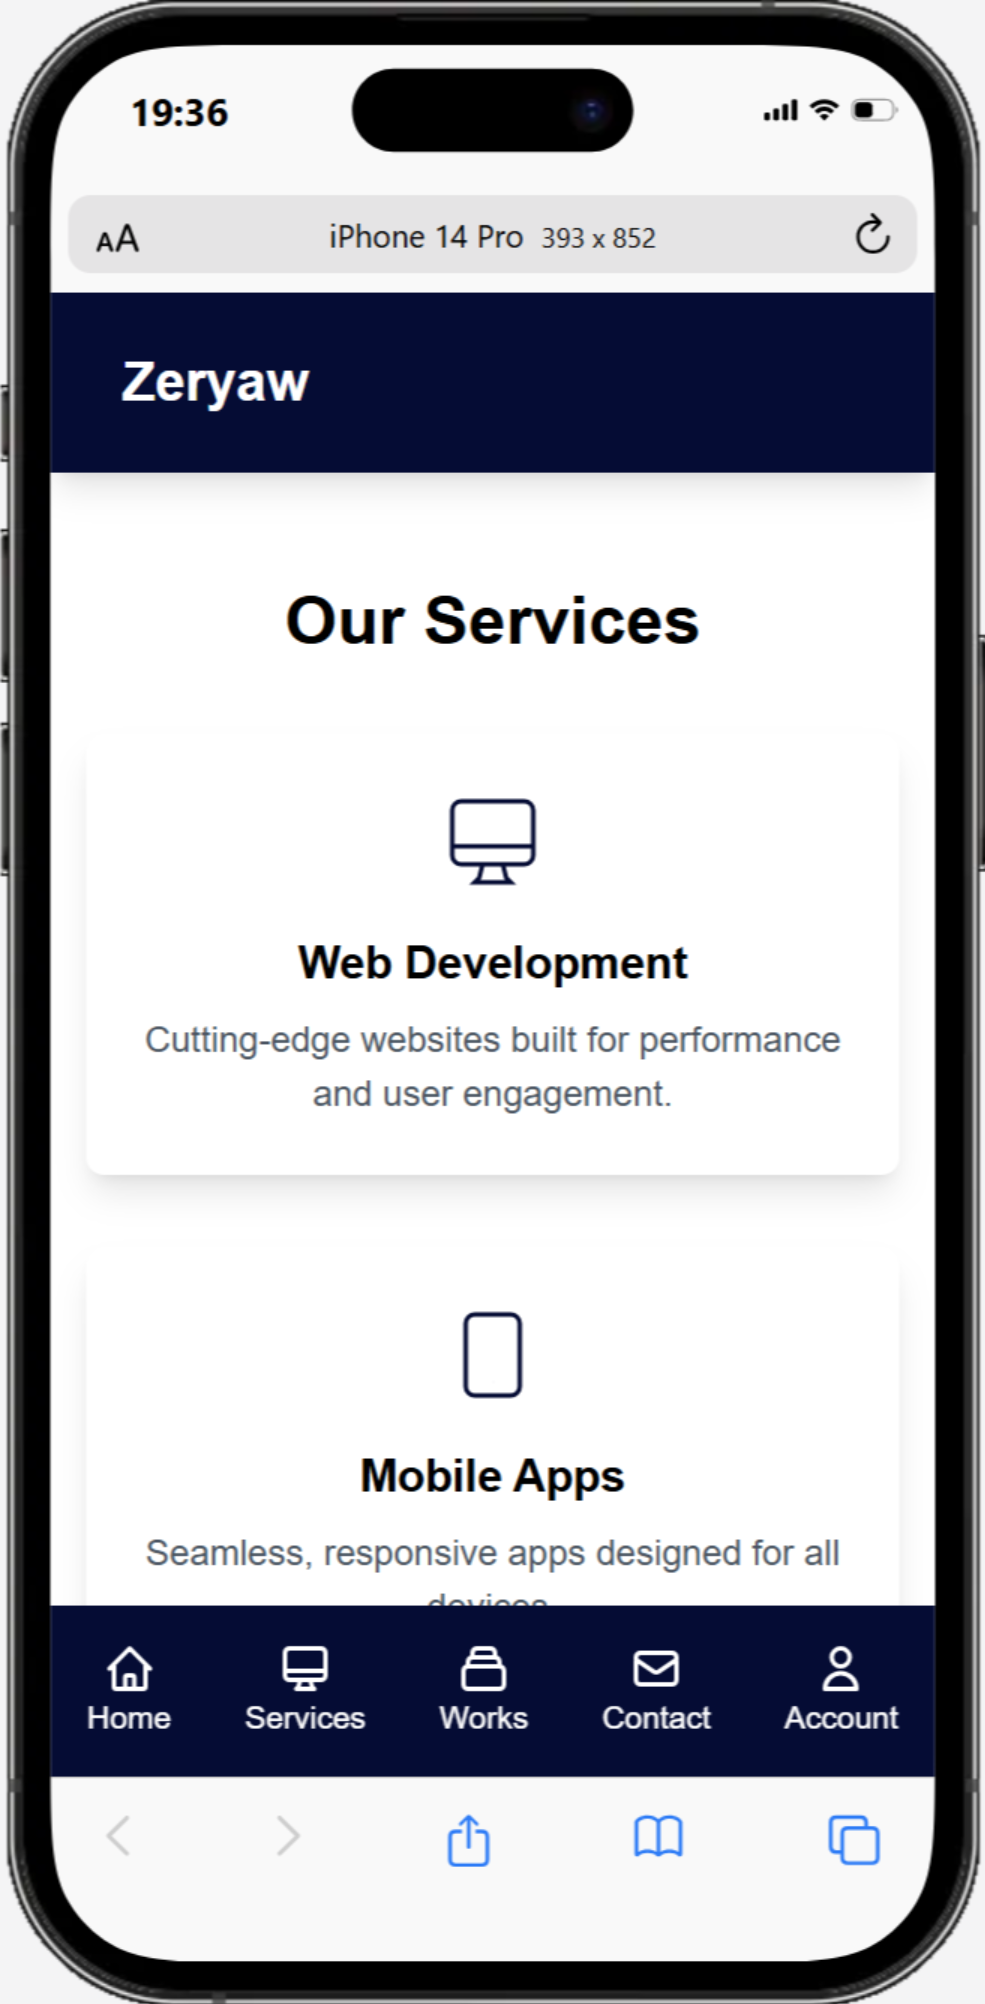 19:36
AA
iPhone 14 Pro 393 x 852
Zeryaw
Our Services
Web Development
Cutting-edge websites built for performance
and user engagement.
Mobile Apps
Seamless, responsive apps designed for all
devices.
Home
Services
Works
Contact
Account